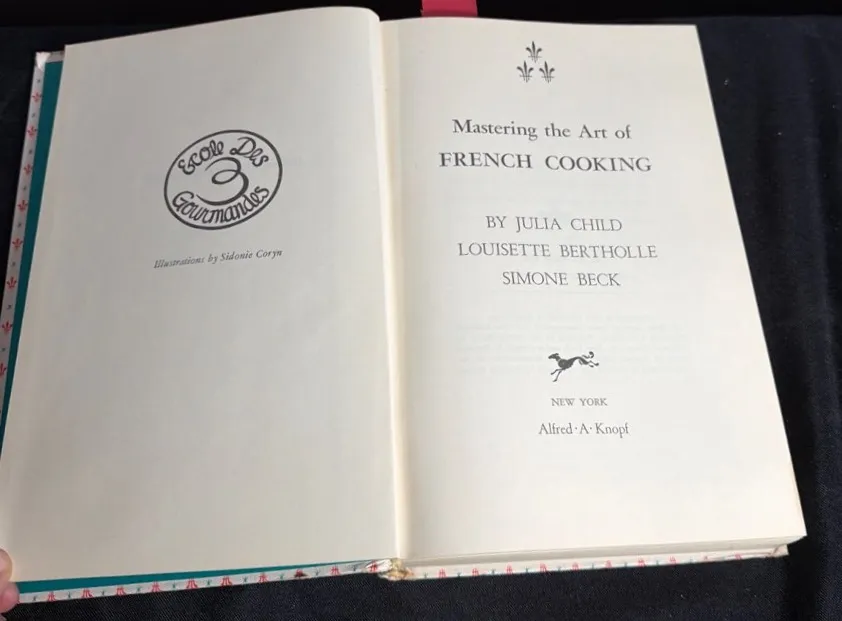 Ecole Des
3
Gourmandes
Illustrations by Sidonie Coryn
Mastering the Art of
FRENCH COOKING
BY JULIA CHILD
LOUISETTE BERTHOLLE
SIMONE BECK
NEW YORK
Alfred·A·Knopf